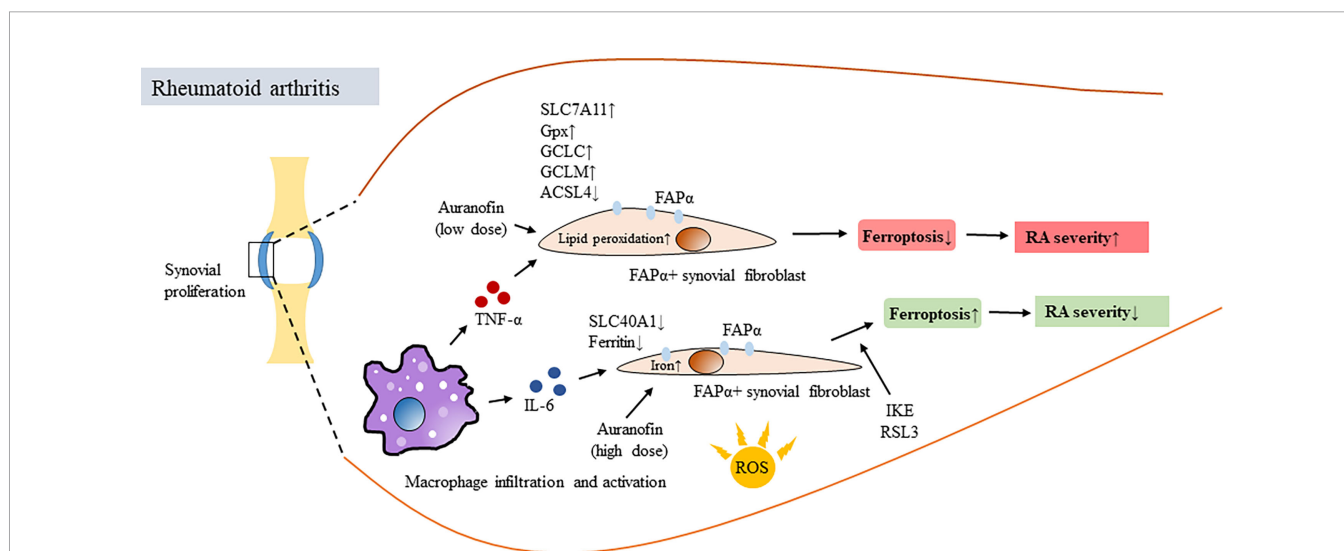 Rheumatoid arthritis
SLC7A11↑
Gpx↑
GCLC↑
GCLM↑
ACSL4↓
FAPα
Auranofin
(low dose)
Lipid peroxidation↑
Ferroptosis↓
RA severity↑
FAPα+ synovial fibroblast
Synovial
proliferation
TNF-α
SLC40A1↓
Ferritin↓
FAPα
Iron↑
Ferroptosis↑
RA severity↓
FAPα+ synovial fibroblast
IL-6
IKE
RSL3
Auranofin
(high dose)
ROS
Macrophage infiltration and activation